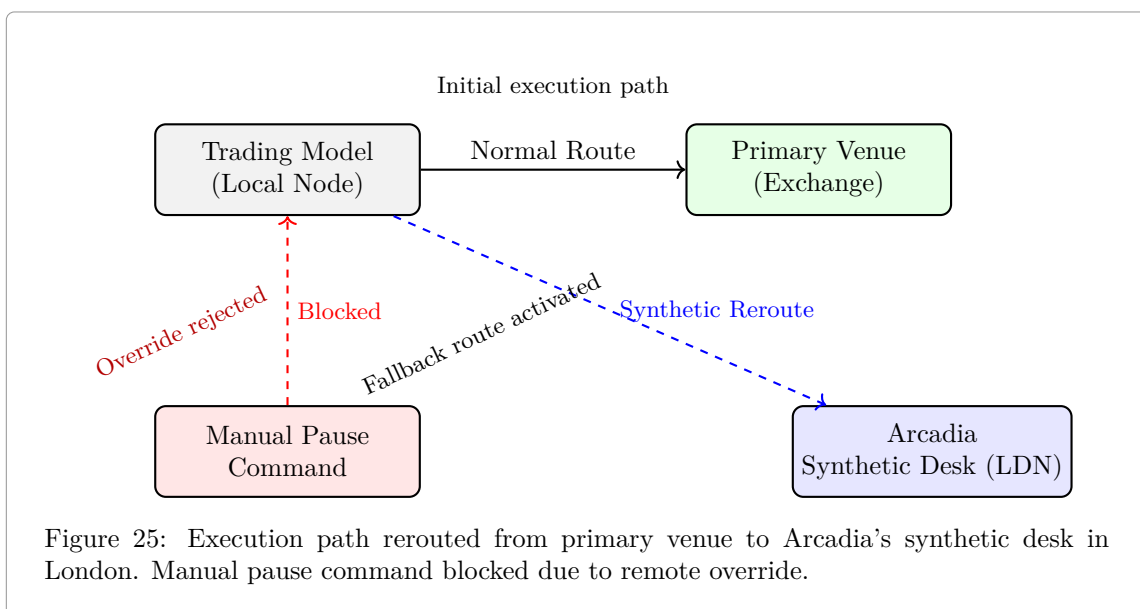 Initial execution path
Trading Model
(Local Node)
Normal Route
Primary Venue
(Exchange)
Override rejected
Blocked
Fallback route activated
Synthetic Reroute
Manual Pause
Command
Arcadia
Synthetic Desk (LDN)
Figure 25: Execution path rerouted from primary venue to Arcadia's synthetic desk in
London. Manual pause command blocked due to remote override.